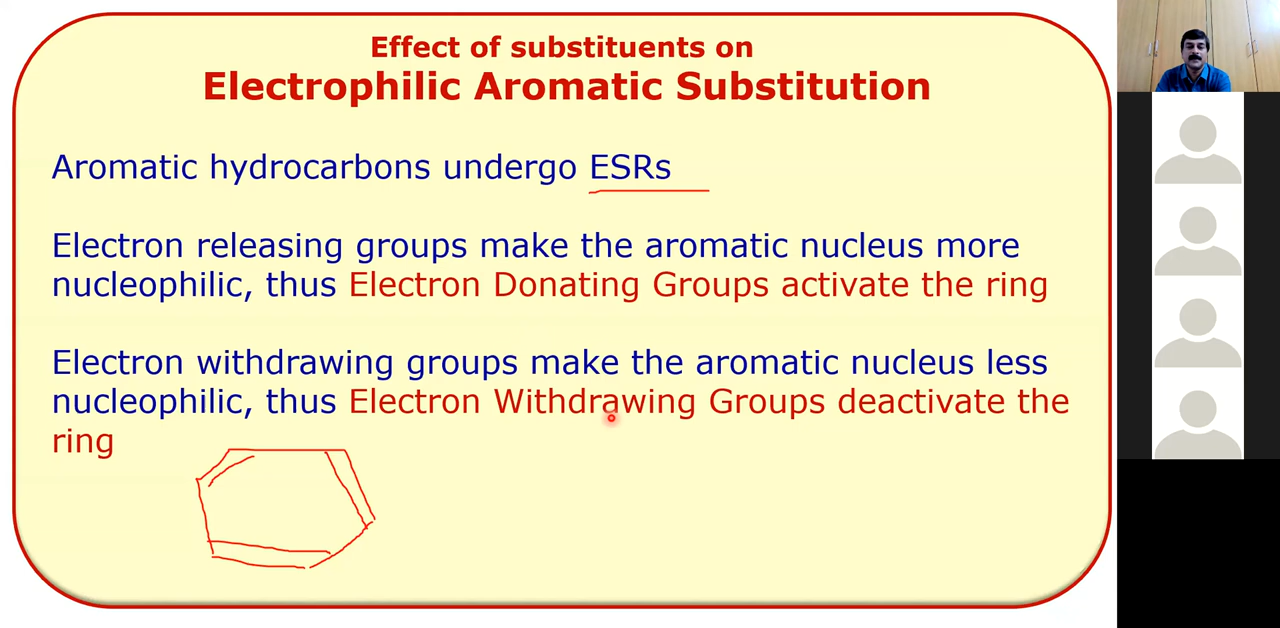 Effect of substituents on
Electrophilic Aromatic Substitution
Aromatic hydrocarbons undergo ESRs
Electron releasing groups make the aromatic nucleus more
nucleophilic, thus Electron Donating Groups activate the ring
Electron withdrawing groups make the aromatic nucleus less
nucleophilic, thus Electron Withdrawing Groups deactivate the
ring